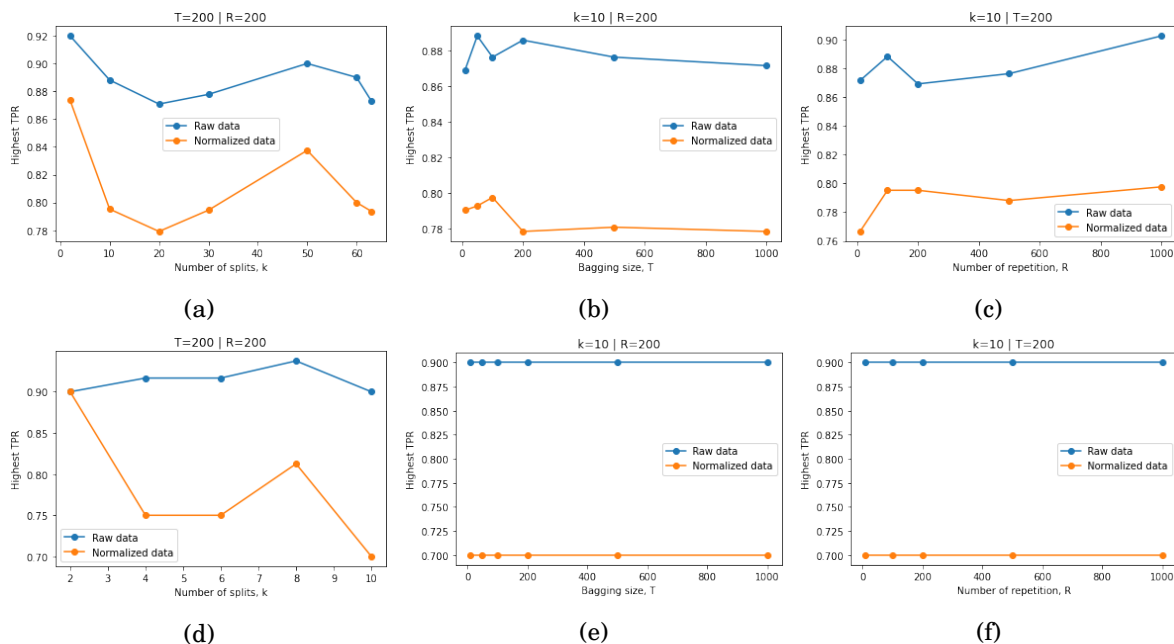 T=200 | R=200
Highest TPR
0.92
0.90
0.88
0.86
0.84
0.82
0.80
0.78
Raw data
Normalized data
0 10 20 30 40 50 60
Number of splits, k
(a)
k=10 | R=200
Highest TPR
0.88
0.86
0.84
0.82
0.80
0.78
Raw data
Normalized data
0 200 400 600 800 1000
Bagging size, T
(b)
k=10 | T=200
Highest TPR
0.90
0.88
0.86
0.84
0.82
0.80
0.78
0.76
Raw data
Normalized data
0 200 400 600 800 1000
Number of repetition, R
(c)
T=200 | R=200
Highest TPR
0.90
0.85
0.80
0.75
0.70
Raw data
Normalized data
2 3 4 5 6 7 8 9 10
Number of splits, k
(d)
k=10 | R=200
Highest TPR
0.900
0.875
0.850
0.825
0.800
0.775
0.750
0.725
0.700
Raw data
Normalized data
0 200 400 600 800 1000
Bagging size, T
(e)
k=10 | T=200
Highest TPR
0.900
0.875
0.850
0.825
0.800
0.775
0.750
0.725
0.700
Raw data
Normalized data
0 200 400 600 800 1000
Number of repetition, R
(f)